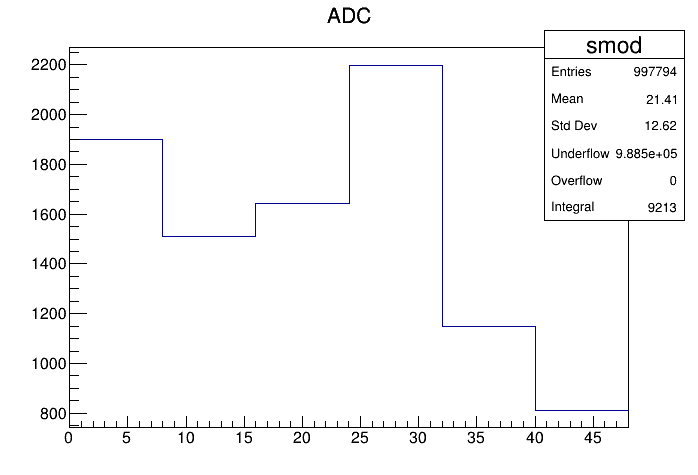 ADC
smod
Entries 997794
Mean 21.41
Std Dev 12.62
Underflow 9.885e+05
Overflow 0
Integral 9213
2200
2000
1800
1600
1400
1200
1000
800
0 5 10 15 20 25 30 35 40 45